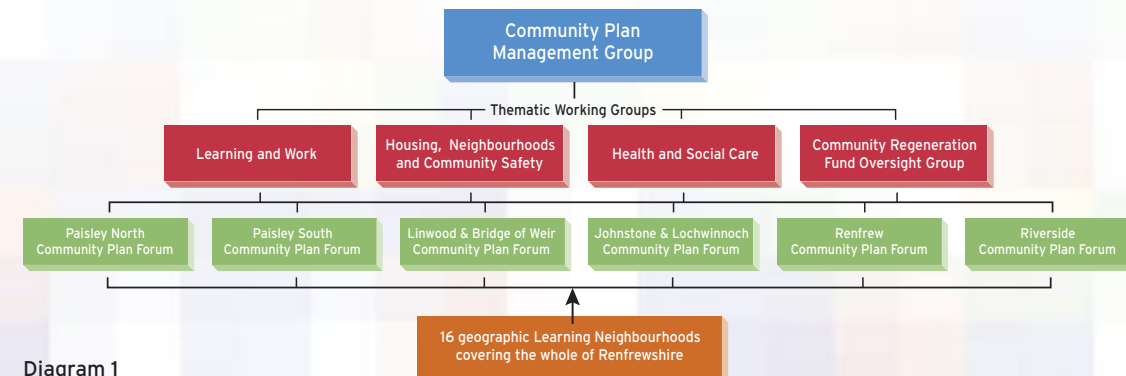 Community Plan
Management Group
Thematic Working Groups
Learning and Work
Housing, Neighbourhoods
and Community Safety
Health and Social Care
Community Regeneration
Fund Oversight Group
Paisley North
Community Plan Forum
Paisley South
Community Plan Forum
Linwood & Bridge of Weir
Community Plan Forum
Johnstone & Lochwinnoch
Community Plan Forum
Renfrew
Community Plan Forum
Riverside
Community Plan Forum
16 geographic Learning Neighbourhoods
covering the whole of Renfrewshire
Diagram 1